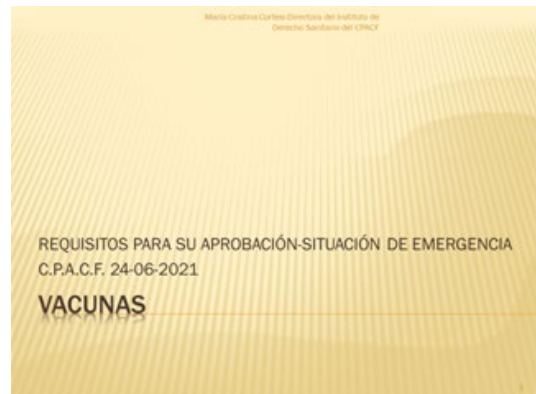 María Cristina Cortesi Directora del Instituto de
Derecho Sanitario del CPACF
REQUISITOS PARA SU APROBACIÓN-SITUACIÓN DE EMERGENCIA
C.P.A.C.F. 24-06-2021
VACUNAS